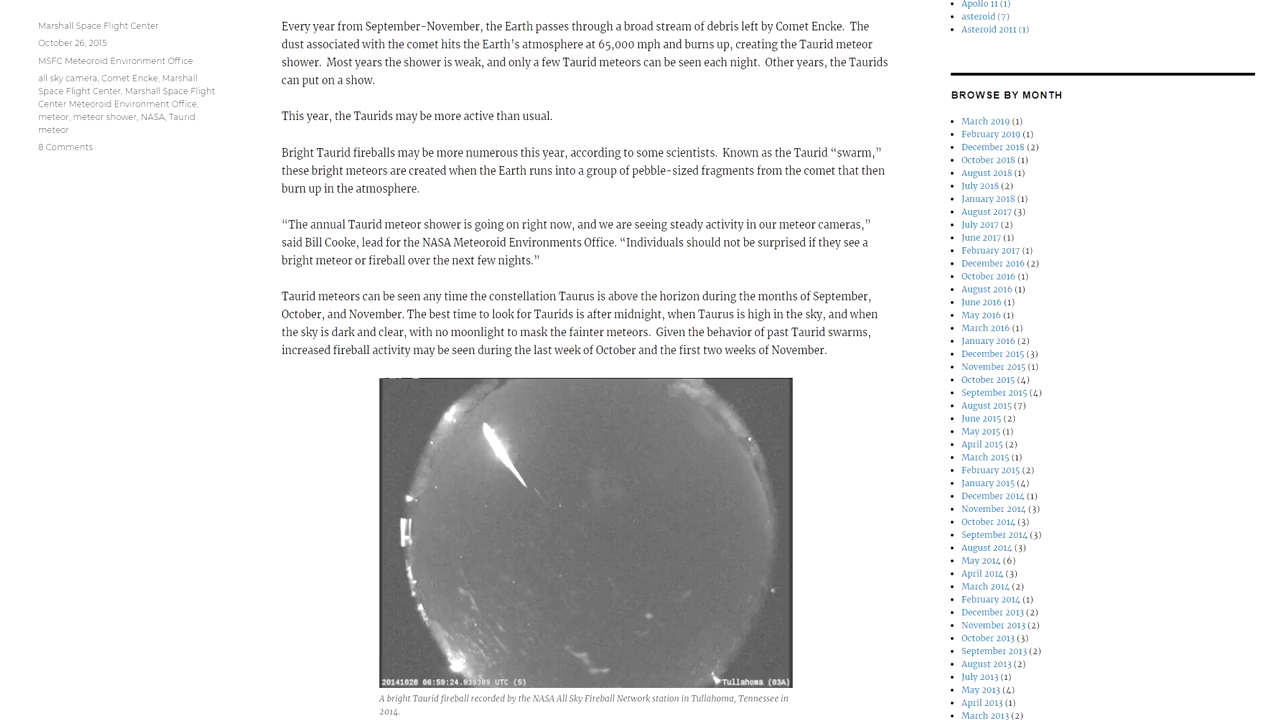 Marshall Space Flight Center
October 26, 2015
MSFC Meteoroid Environment Office
all sky camera, Comet Encke, Marshall
Space Flight Center, Marshall Space Flight
Center Meteoroid Environment Office,
meteor, meteor shower, NASA, Taurid
meteor
8 Comments
Every year from September-November, the Earth passes through a broad stream of debris left by Comet Encke. The
dust associated with the comet hits the Earth’s atmosphere at 65,000 mph and burns up, creating the Taurid meteor
shower. Most years the shower is weak, and only a few Taurid meteors can be seen each night. Other years, the Taurids
can put on a show.
This year, the Taurids may be more active than usual.
Bright Taurid fireballs may be more numerous this year, according to some scientists. Known as the Taurid “swarm,”
these bright meteors are created when the Earth runs into a group of pebble-sized fragments from the comet that then
burn up in the atmosphere.
“The annual Taurid meteor shower is going on right now, and we are seeing steady activity in our meteor cameras,”
said Bill Cooke, lead for the NASA Meteoroid Environments Office. “Individuals should not be surprised if they see a
bright meteor or fireball over the next few nights.”
Taurid meteors can be seen any time the constellation Taurus is above the horizon during the months of September,
October, and November. The best time to look for Taurids is after midnight, when Taurus is high in the sky, and when
the sky is dark and clear, with no moonlight to mask the fainter meteors. Given the behavior of past Taurid swarms,
increased fireball activity may be seen during the last week of October and the first two weeks of November.
20141028 06:59:24.939389 UTC (5)
Tullahoma (03A)
A bright Taurid fireball recorded by the NASA All Sky Fireball Network station in Tullahoma, Tennessee in
2014.
Apollo 11 (1)
asteroid (7)
Asteroid 2011 (1)
BROWSE BY MONTH
March 2019 (1)
February 2019 (1)
December 2018 (2)
October 2018 (1)
August 2018 (1)
July 2018 (2)
January 2018 (1)
August 2017 (3)
July 2017 (2)
June 2017 (1)
February 2017 (1)
December 2016 (2)
October 2016 (1)
August 2016 (1)
June 2016 (1)
May 2016 (1)
March 2016 (1)
January 2016 (2)
December 2015 (3)
November 2015 (1)
October 2015 (4)
September 2015 (4)
August 2015 (7)
June 2015 (2)
May 2015 (1)
April 2015 (2)
March 2015 (1)
February 2015 (2)
January 2015 (4)
December 2014 (1)
November 2014 (3)
October 2014 (3)
September 2014 (3)
August 2014 (3)
May 2014 (6)
April 2014 (3)
March 2014 (2)
February 2014 (1)
December 2013 (2)
November 2013 (2)
October 2013 (3)
September 2013 (2)
August 2013 (2)
July 2013 (1)
May 2013 (4)
April 2013 (1)
March 2013 (2)